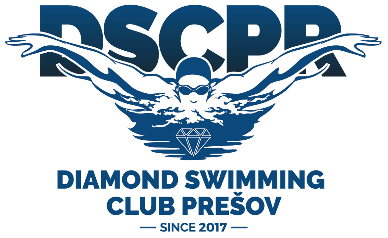 DSCPR
DIAMOND SWIMMING
CLUB PREŠOV
SINCE 2017